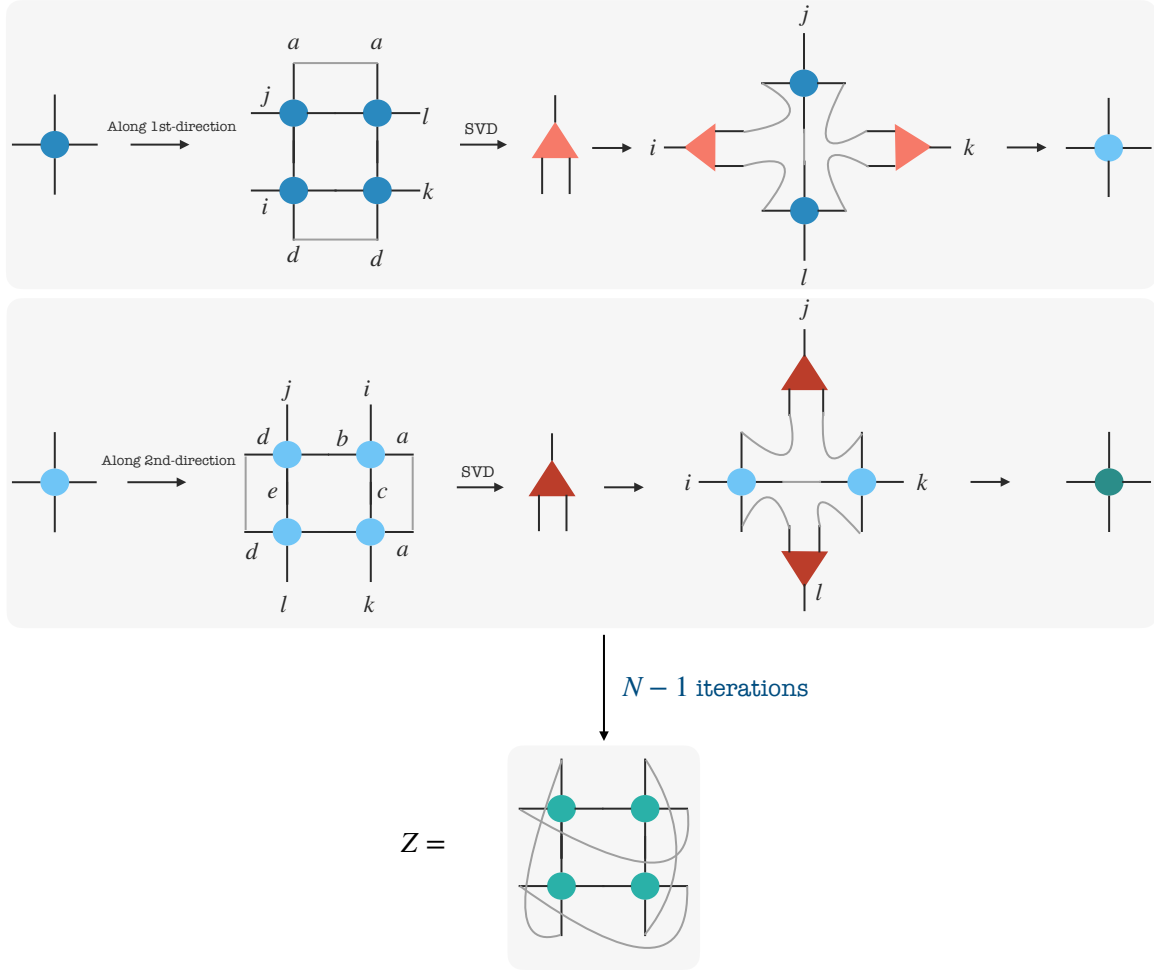 j
a a
j
Along 1st-direction
l
SVD
i k
i
k
d d
l
j
j i
d b a
Along 2nd-direction
SVD
e c
i k
d a
l
l k
N − 1 iterations
Z =